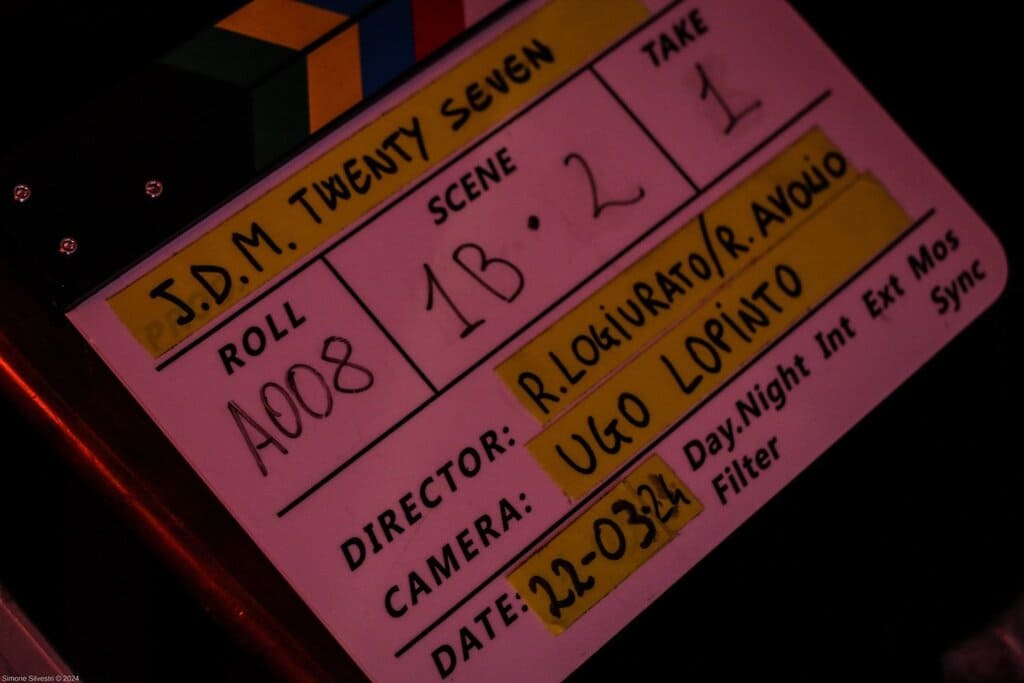 J.D.M. TWENTY SEVEN
ROLL
A008
SCENE
1B.2
TAKE
1
DIRECTOR: R.LOGIURATO/R.AVOLIO
CAMERA: UGO LOPINTO
DATE: 22-03-24
Day.Night Int Ext Mos
Filter
Sync
Simone Silvestri © 2024